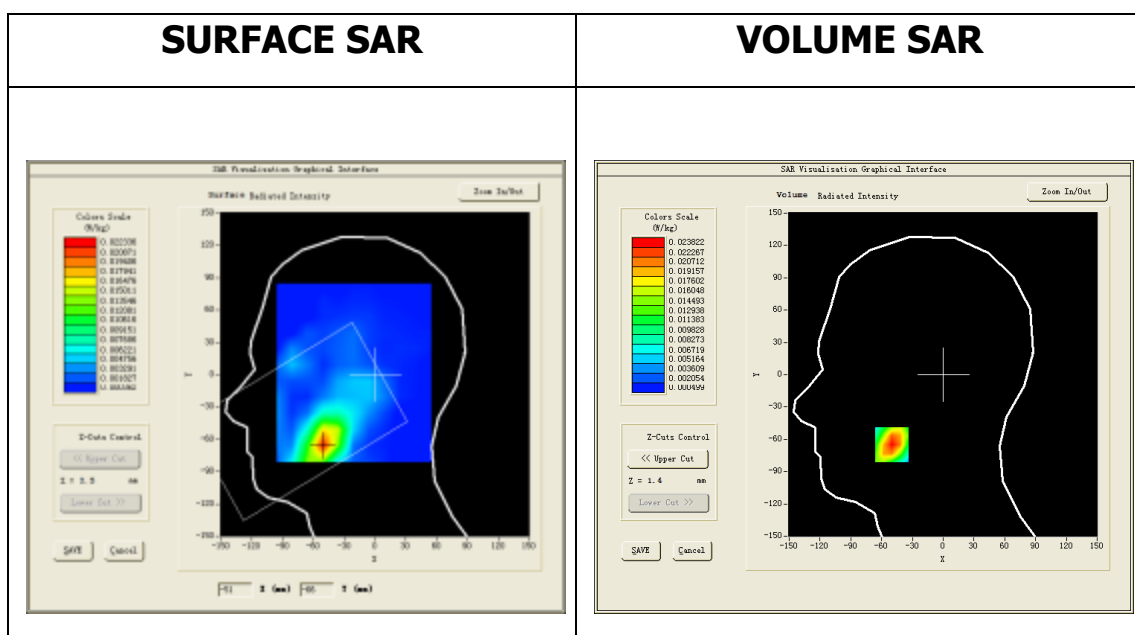 SURFACE SAR
VOLUME SAR
SAR Visualisation Graphical Interface
Surface Radiated Intensity
Zoom In/Out
Colors Scale
(W/kg)
150
120
90
60
30
0
-30
-60
-90
-120
-150
Y
Z-Cuts Control
<< Upper Cut
mm
Lower Cut >>
SAVE
Cancel
-150 -120 -90 -60 -30 0 30 60 90 120 150
X
X (mm)
Y (mm)
SAR Visualisation Graphical Interface
Volume Radiated Intensity
Zoom In/Out
Colors Scale
(W/kg)
0.023822
0.022267
0.020712
0.019157
0.017602
0.016048
0.014493
0.012938
0.011383
0.009828
0.008273
0.006719
0.005164
0.003609
0.002054
0.000499
150
120
90
60
30
0
-30
-60
-90
-120
-150
Y
Z-Cuts Control
<< Upper Cut
Z = 1.4 mm
Lower Cut >>
SAVE
Cancel
-150 -120 -90 -60 -30 0 30 60 90 120 150
X